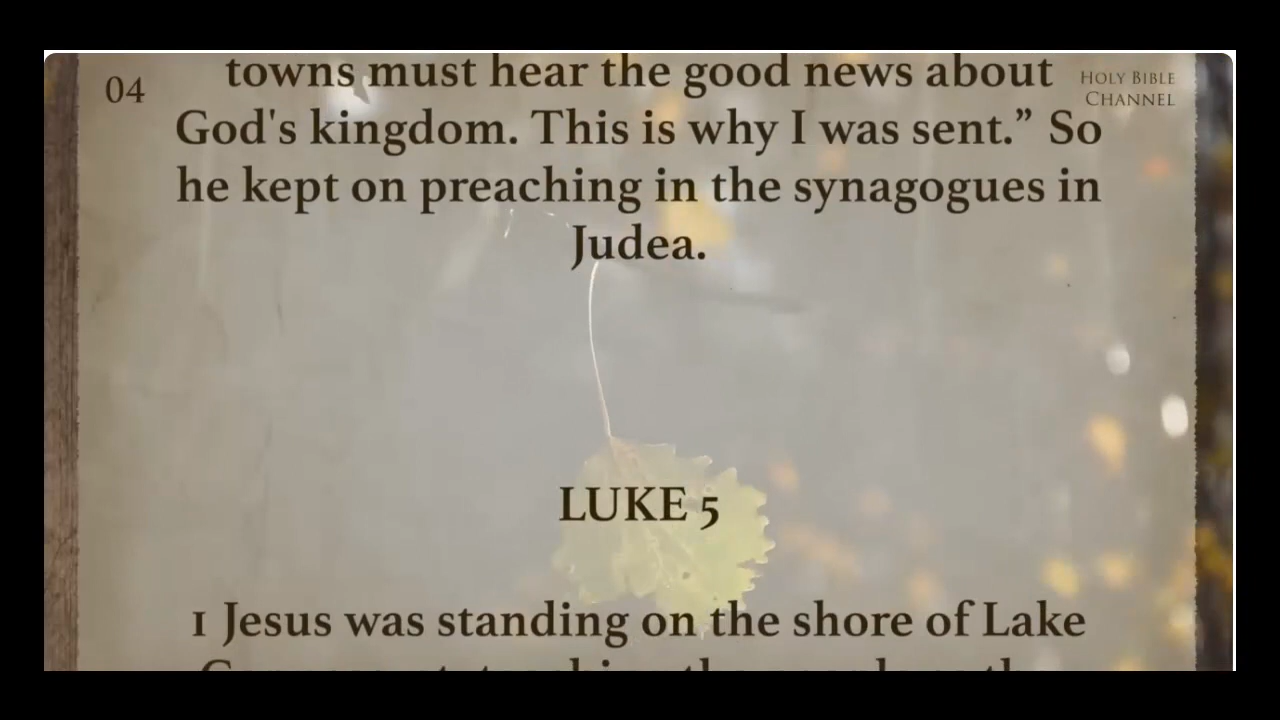 04
HOLY BIBLE
CHANNEL
towns must hear the good news about
God's kingdom. This is why I was sent.” So
he kept on preaching in the synagogues in
Judea.
LUKE 5
1 Jesus was standing on the shore of Lake